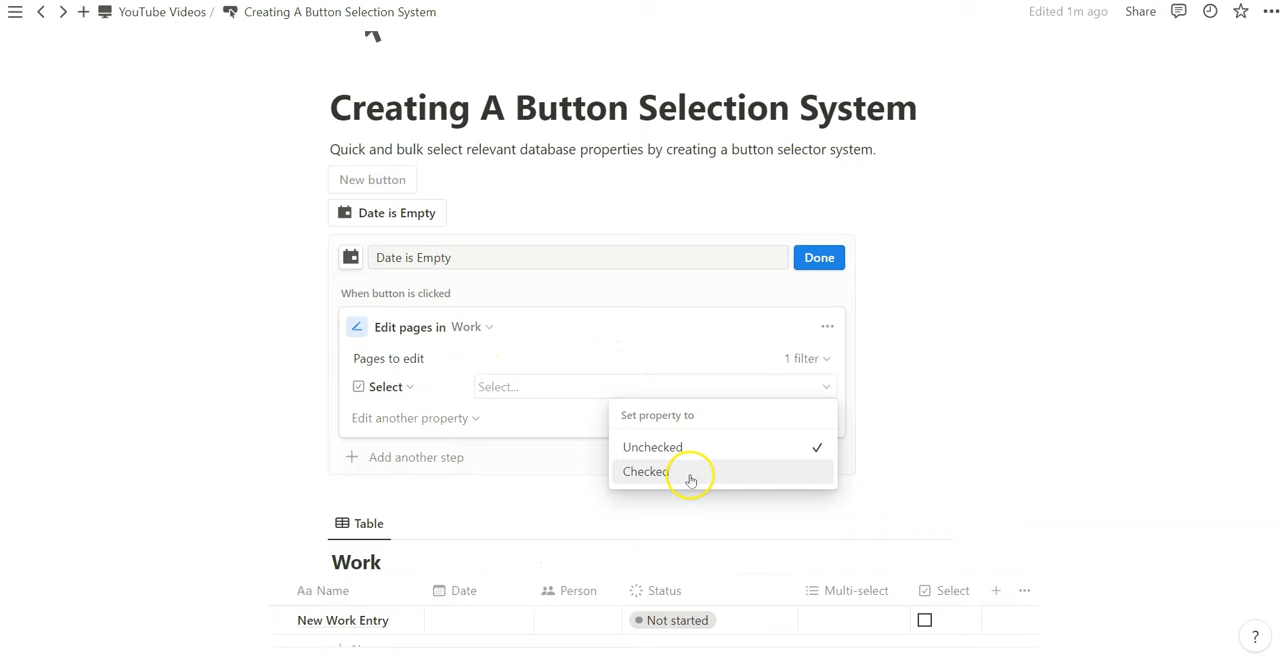 YouTube Videos / Creating A Button Selection System Edited 1m ago Share
Creating A Button Selection System
Quick and bulk select relevant database properties by creating a button selector system.
New button
Date is Empty
Date is Empty Done
When button is clicked
Edit pages in Work
Pages to edit 1 filter
Select Select...
Set property to
Edit another property
Unchecked
Add another step
Checked
Table
Work
Aa Name Date Person Status Multi-select Select
New Work Entry Not started
?